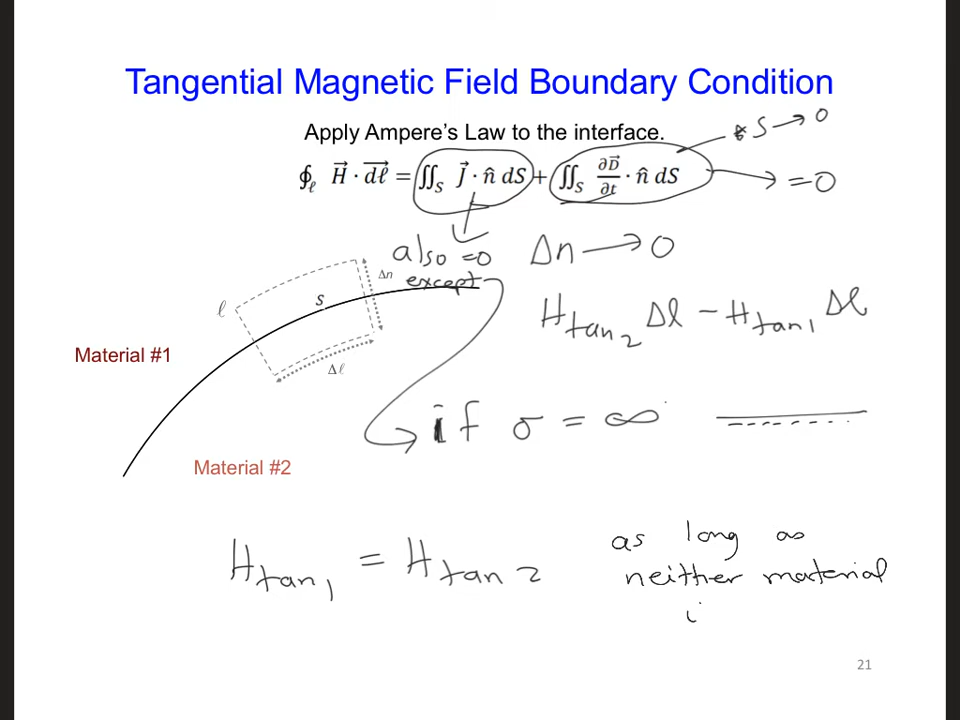 Tangential Magnetic Field Boundary Condition
Apply Ampere's Law to the interface.
S → 0
∮ℓ H⃗ · dℓ⃗ = ∬S J⃗ · n̂ dS + ∬S ∂D⃗/∂t · n̂ dS
= 0
also = 0 Δn → 0
except
Δn
ℓ
S
Htan2 Δl − Htan1 Δl
Material #1
Δℓ
if σ = ∞
Material #2
Htan1 = Htan2
as long as
neither material
i
21